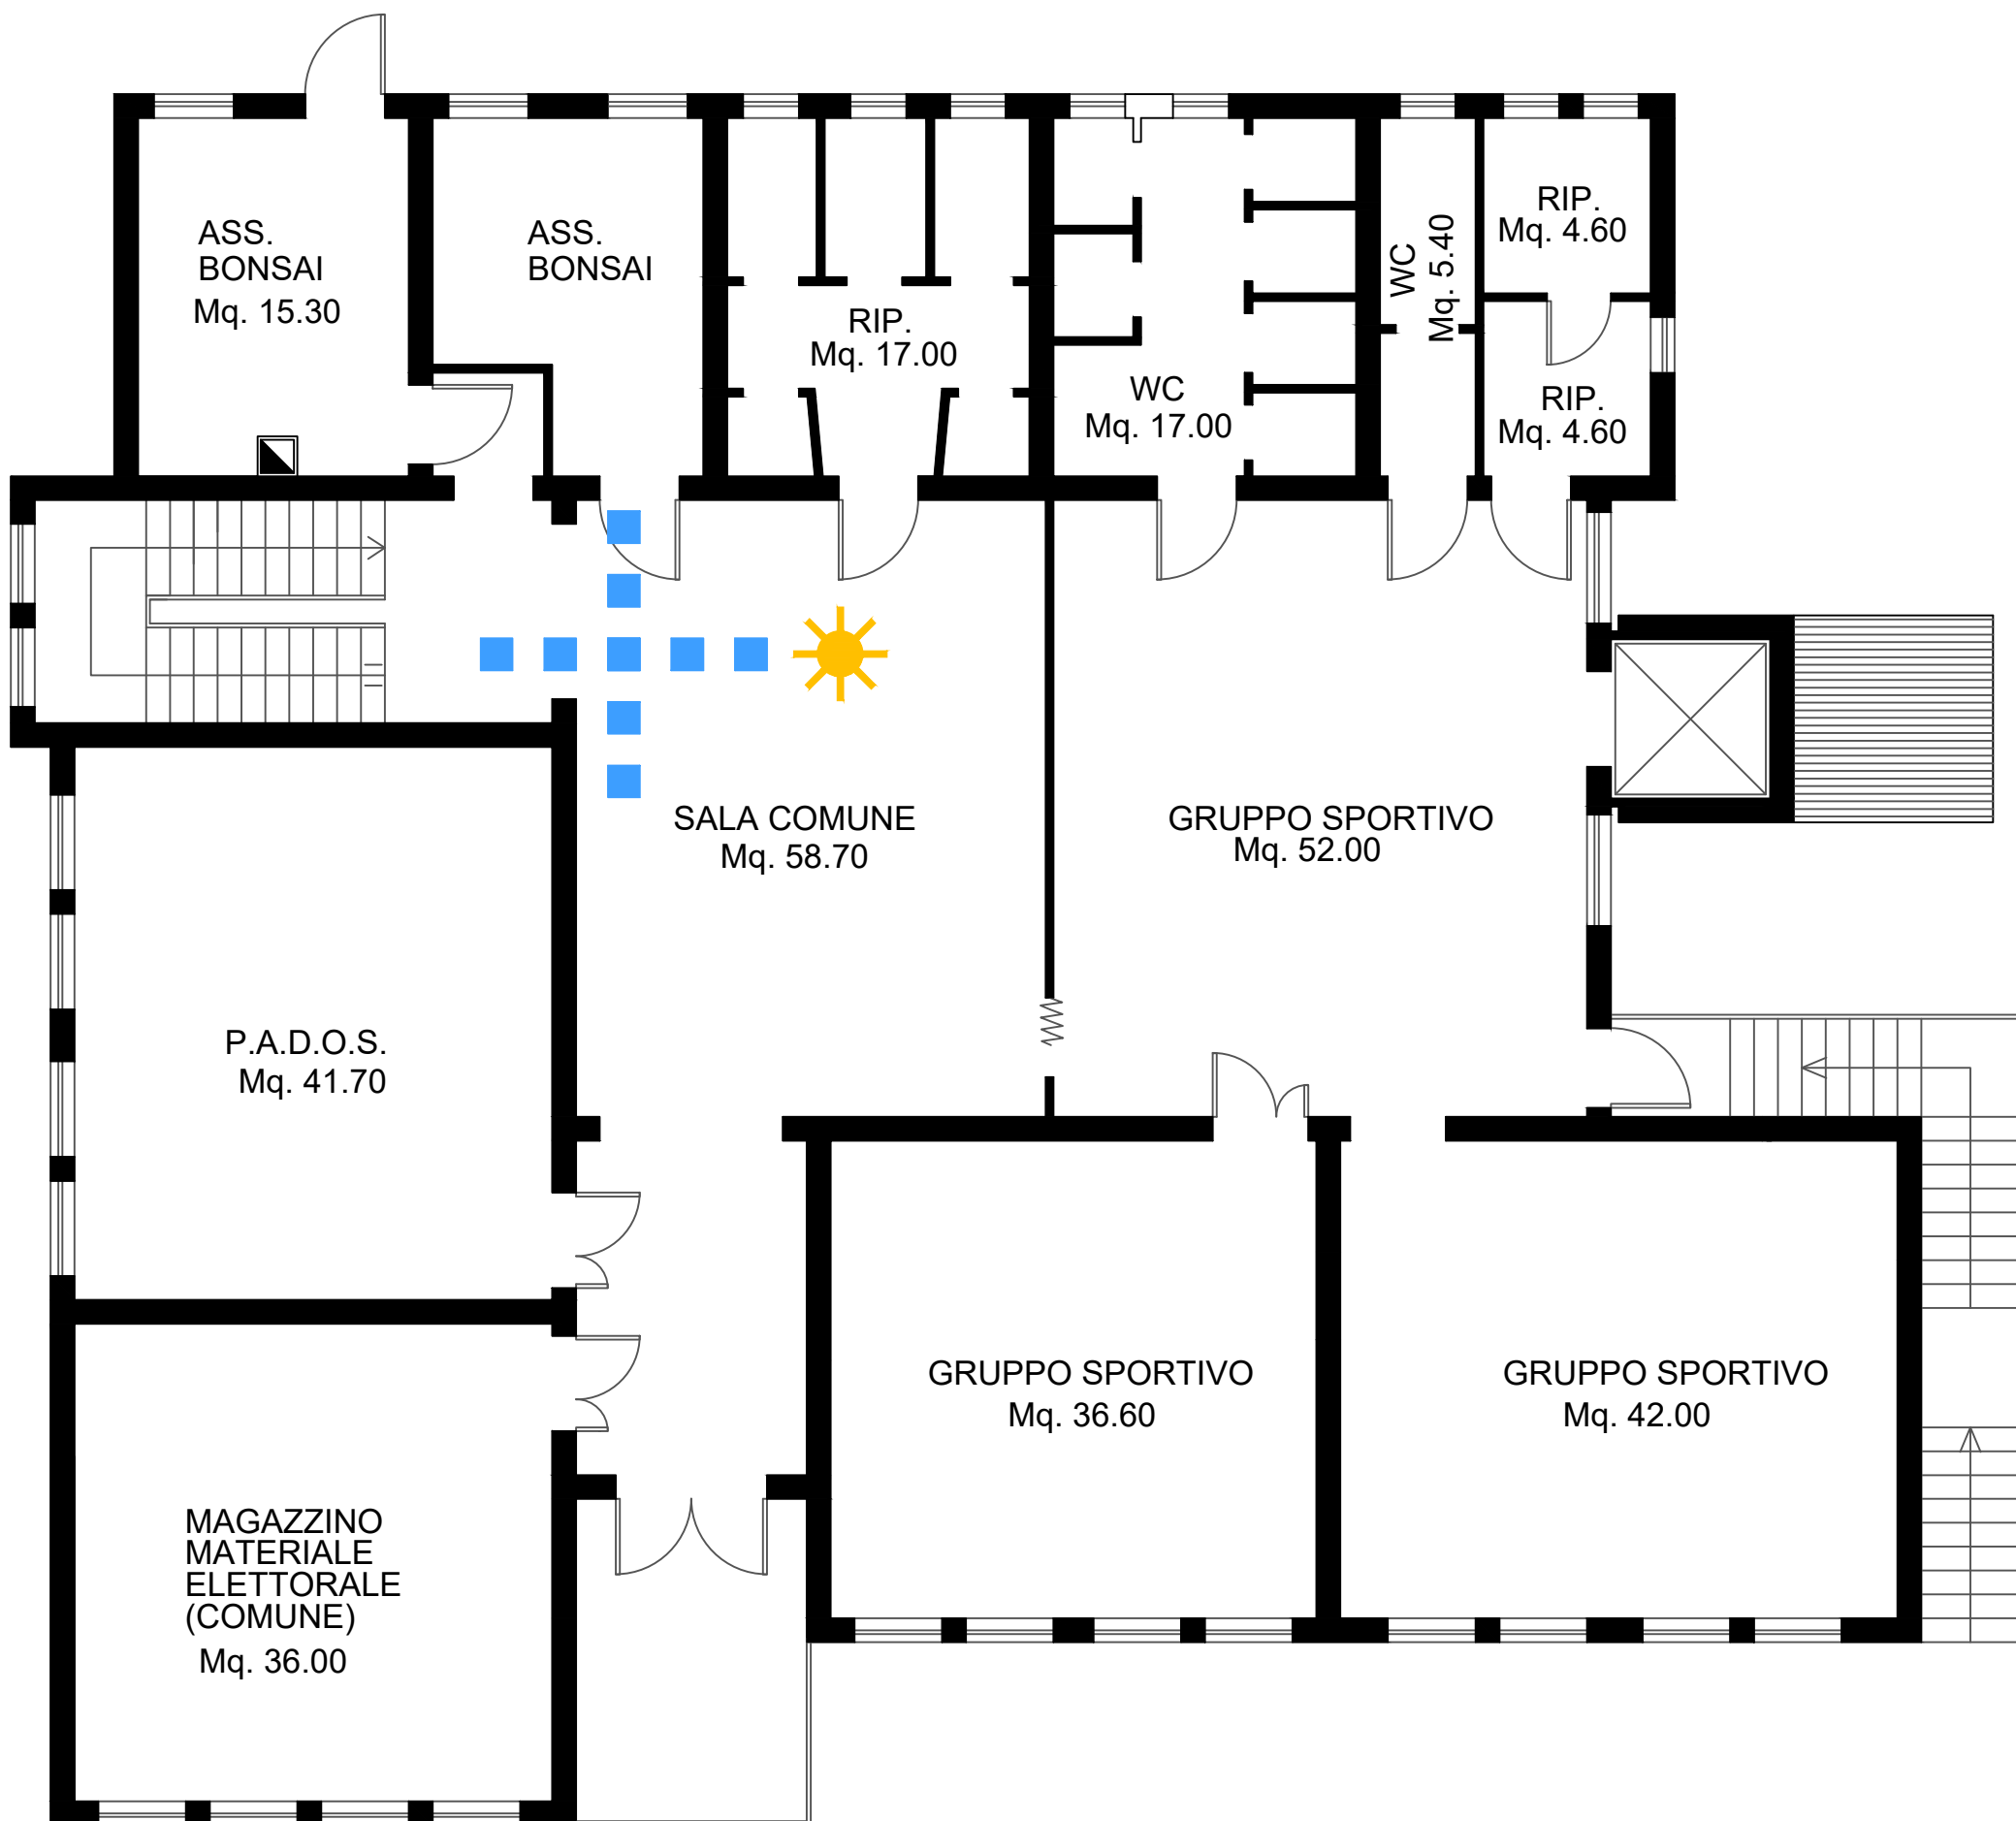 ASS.
BONSAI
Mq. 15.30
ASS.
BONSAI
RIP.
Mq. 17.00
WC
Mq. 17.00
WC
Mq. 5.40
RIP.
Mq. 4.60
RIP.
Mq. 4.60
SALA COMUNE
Mq. 58.70
GRUPPO SPORTIVO
Mq. 52.00
P.A.D.O.S.
Mq. 41.70
GRUPPO SPORTIVO
Mq. 36.60
GRUPPO SPORTIVO
Mq. 42.00
MAGAZZINO
MATERIALE
ELETTORALE
(COMUNE)
Mq. 36.00